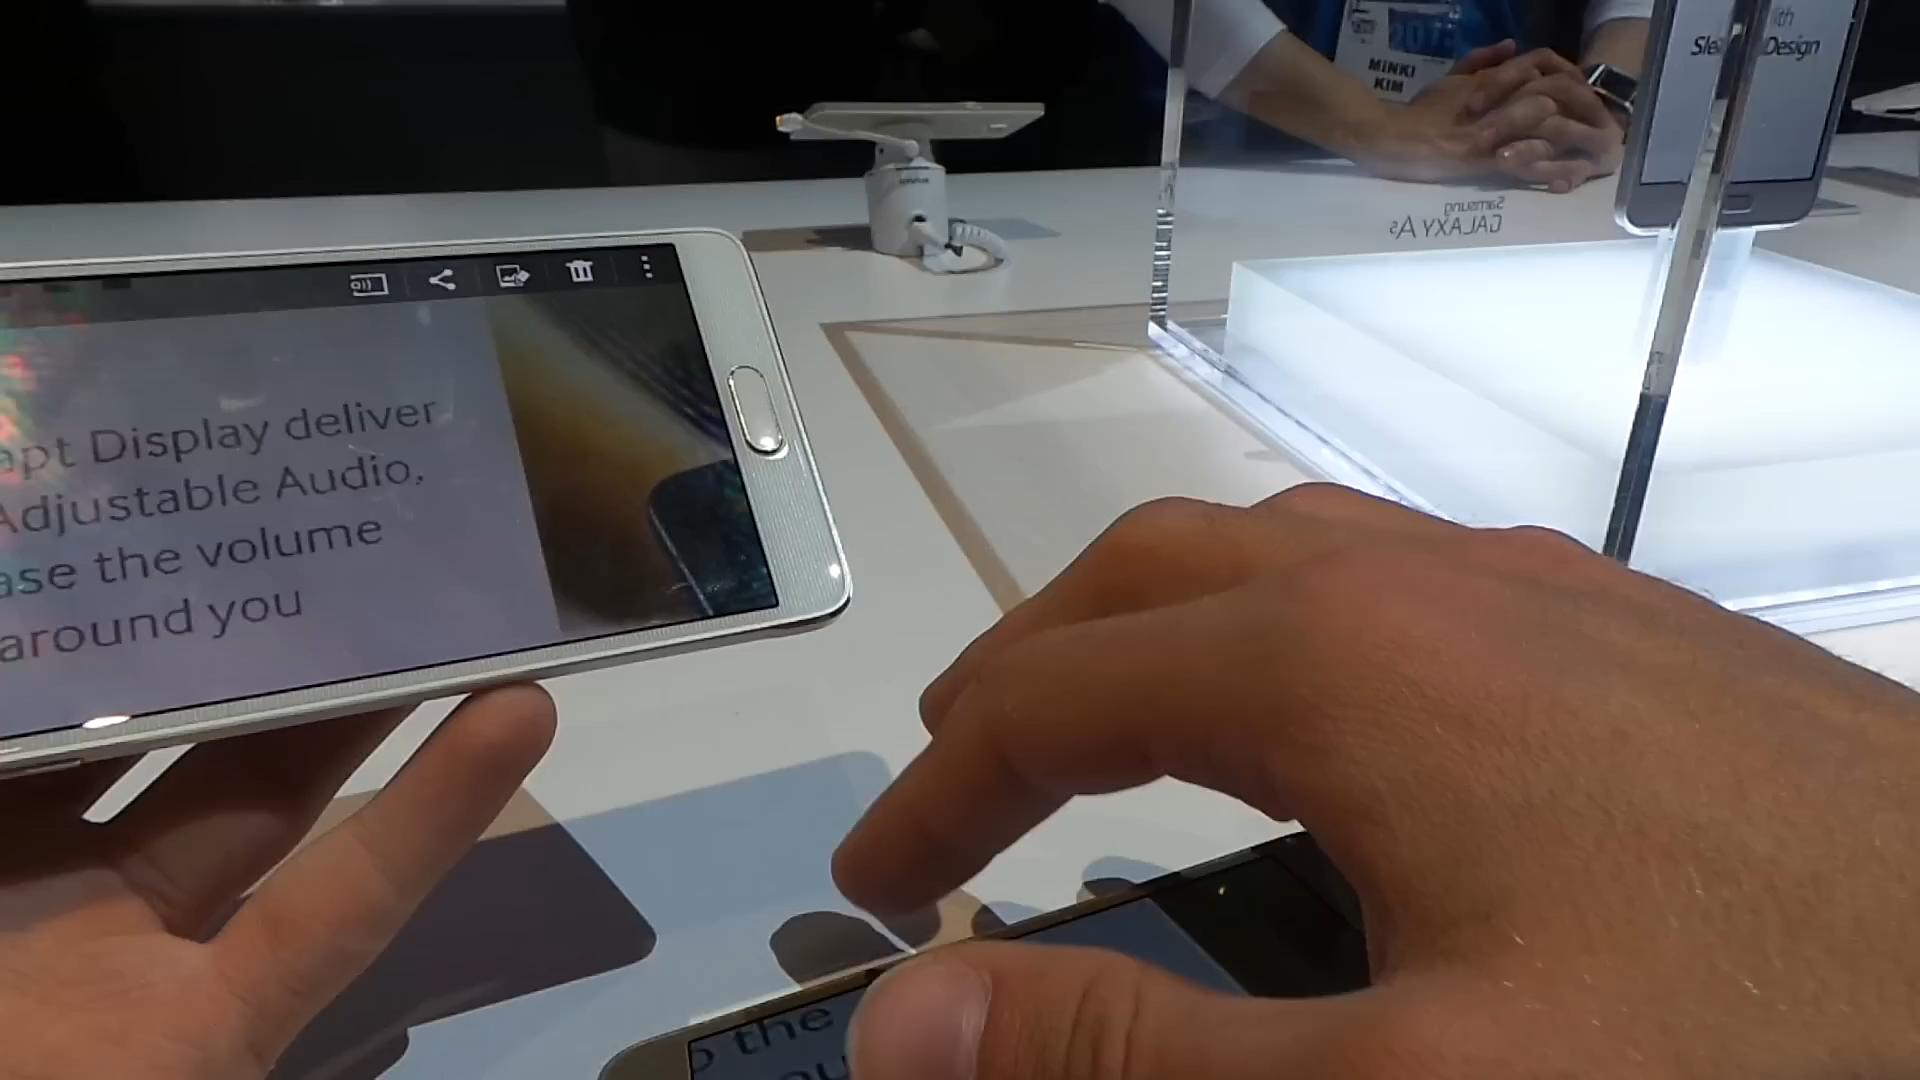 MINKI
KIM
Design
Samsung
GALAXY A5
apt Display deliver
Adjustable Audio,
ase the volume
around you
the